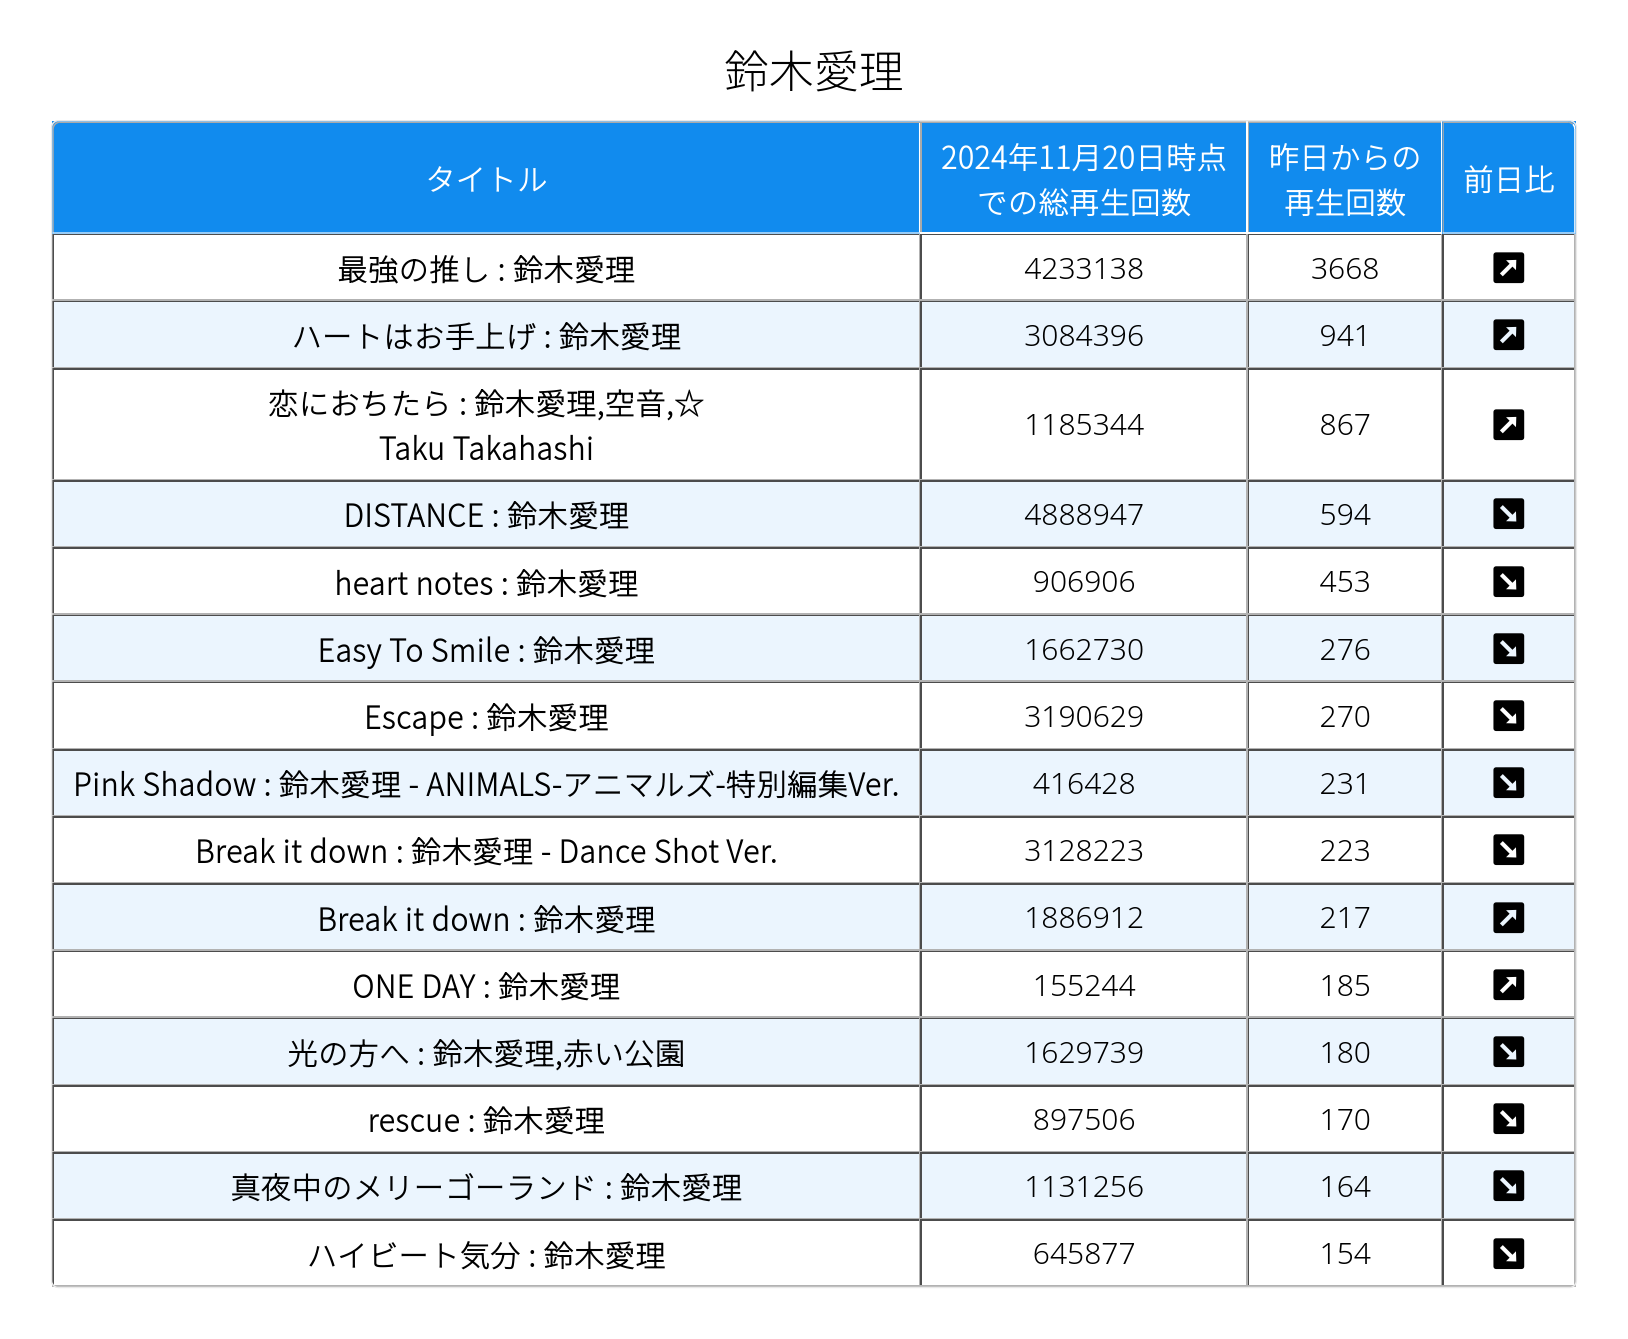 鈴木愛理
タイトル
2024年11月20日時点
での総再生回数
昨日からの
再生回数
前日比
最強の推し : 鈴木愛理 4233138 3668 ↗
ハートはお手上げ : 鈴木愛理 3084396 941 ↗
恋におちたら : 鈴木愛理,空音,☆
Taku Takahashi 1185344 867 ↗
DISTANCE : 鈴木愛理 4888947 594 ↘
heart notes : 鈴木愛理 906906 453 ↘
Easy To Smile : 鈴木愛理 1662730 276 ↘
Escape : 鈴木愛理 3190629 270 ↘
Pink Shadow : 鈴木愛理 - ANIMALS-アニマルズ-特別編集Ver. 416428 231 ↘
Break it down : 鈴木愛理 - Dance Shot Ver. 3128223 223 ↘
Break it down : 鈴木愛理 1886912 217 ↗
ONE DAY : 鈴木愛理 155244 185 ↗
光の方へ : 鈴木愛理,赤い公園 1629739 180 ↘
rescue : 鈴木愛理 897506 170 ↘
真夜中のメリーゴーランド : 鈴木愛理 1131256 164 ↘
ハイビート気分 : 鈴木愛理 645877 154 ↘